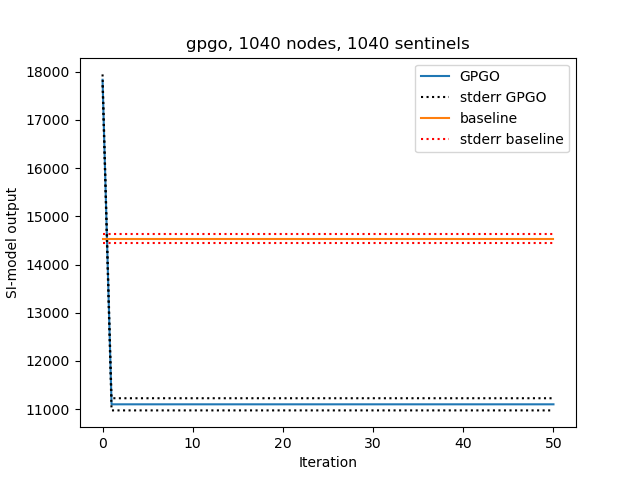 gpgo, 1040 nodes, 1040 sentinels
GPGO
stderr GPGO
baseline
stderr baseline
SI-model output
18000
17000
16000
15000
14000
13000
12000
11000
0 10 20 30 40 50
Iteration